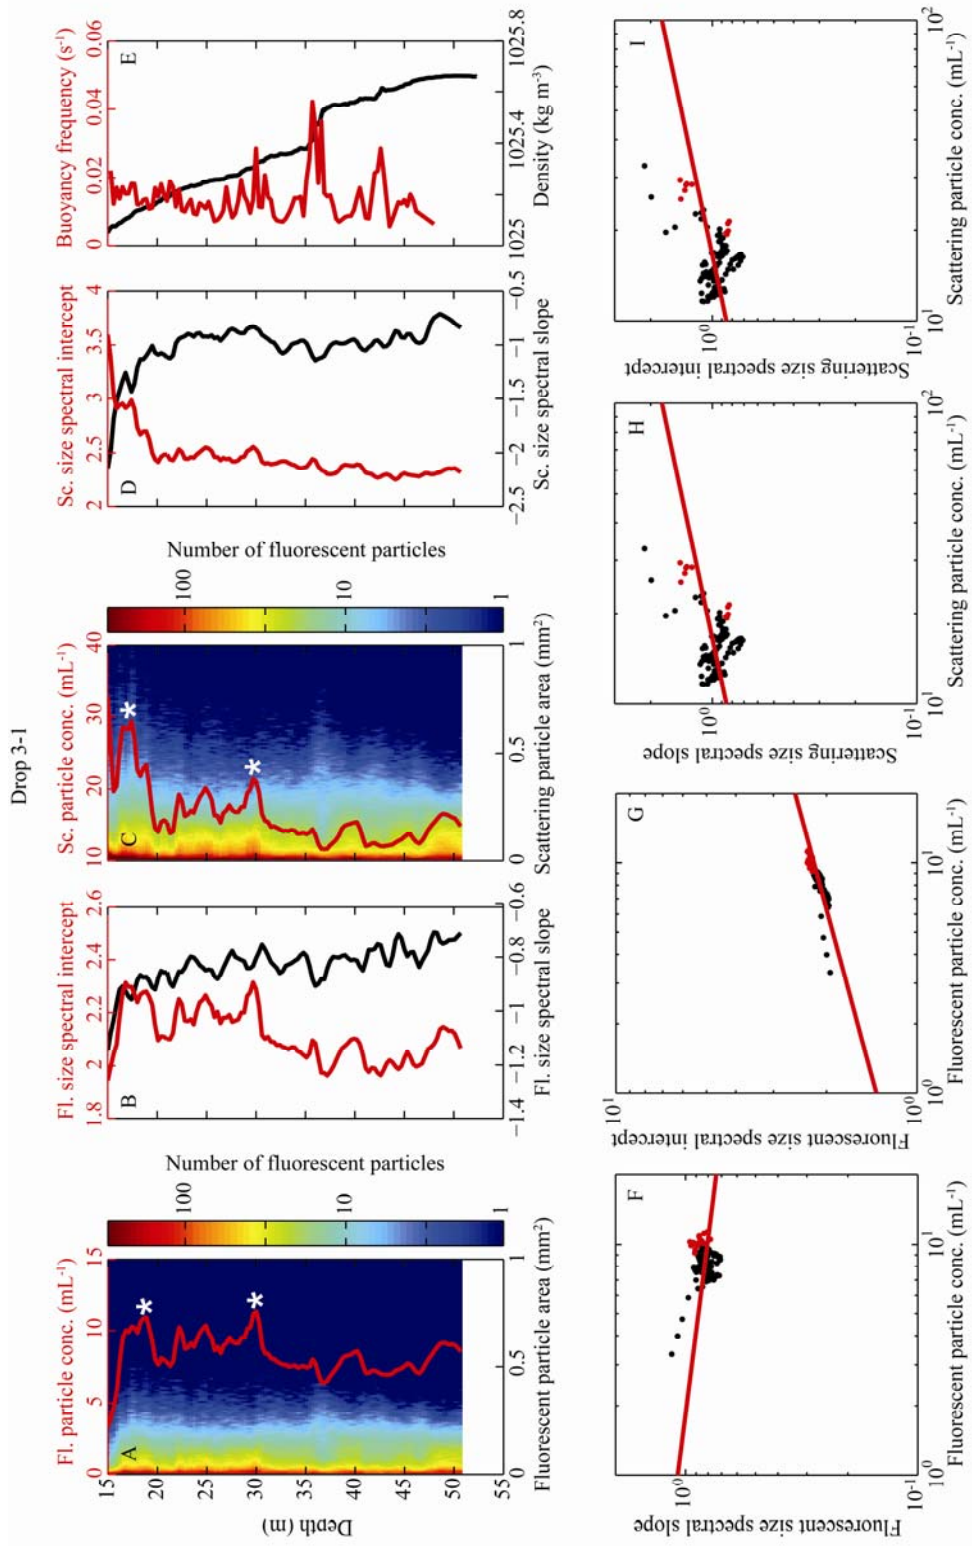 Drop 3-1
Fl. particle conc. (mL-1)
0 5 10 15
A
15
20
25
30
35
40
45
50
55
Depth (m)
* *
0 0.5 1
Fluorescent particle area (mm2)
100
10
1
Number of fluorescent particles
Fl. size spectral intercept
1.8 2 2.2 2.4 2.6
B
−1.4 −1.2 −1 −0.8 −0.6
Fl. size spectral slope
Sc. particle conc. (mL-1)
10 20 30 40
C
* *
0 0.5 1
Scattering particle area (mm2)
100
10
1
Number of fluorescent particles
Sc. size spectral intercept
2 2.5 3 3.5 4
D
−2.5 −2 −1.5 −1 −0.5
Sc. size spectral slope
Buoyancy frequency (s-1)
0 0.02 0.04 0.06
E
1025 1025.4 1025.8
Density (kg m-3)
F
Fluorescent size spectral slope
100
10-1
100 101
Fluorescent particle conc. (mL-1)
G
Fluorescent size spectral intercept
101
100
100 101
Fluorescent particle conc. (mL-1)
H
Scattering size spectral slope
100
10-1
101 102
Scattering particle conc. (mL-1)
I
Scattering size spectral intercept
100
10-1
101 102
Scattering particle conc. (mL-1)